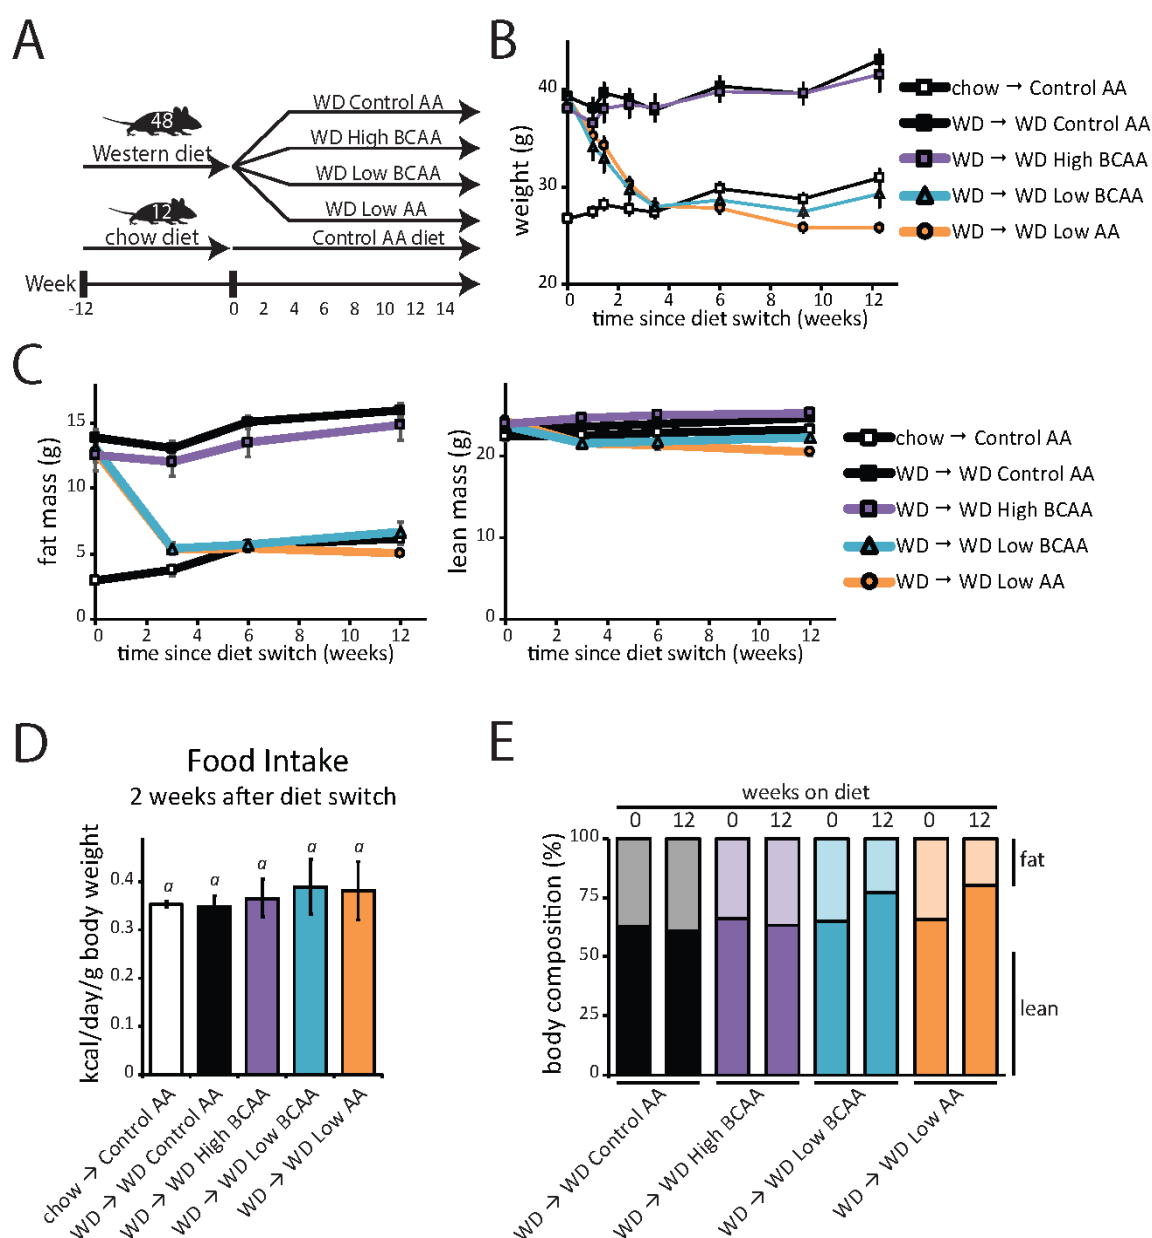 A
48
Western diet
WD Control AA
WD High BCAA
WD Low BCAA
WD Low AA
12
chow diet
Control AA diet
Week
-12 0 2 4 6 8 10 12 14
B
weight (g)
40
30
20
0 2 4 6 8 10 12
time since diet switch (weeks)
chow → Control AA
WD → WD Control AA
WD → WD High BCAA
WD → WD Low BCAA
WD → WD Low AA
C
fat mass (g)
15
10
5
0
0 2 4 6 8 10 12
time since diet switch (weeks)
lean mass (g)
20
10
0
0 2 4 6 8 10 12
time since diet switch (weeks)
chow → Control AA
WD → WD Control AA
WD → WD High BCAA
WD → WD Low BCAA
WD → WD Low AA
D
Food Intake
2 weeks after diet switch
kcal/day/g body weight
0.4
0.3
0.2
0.1
0
a a a a a
chow → Control AA
WD → WD Control AA
WD → WD High BCAA
WD → WD Low BCAA
WD → WD Low AA
E
weeks on diet
0 12 0 12 0 12 0 12
body composition (%)
100
75
50
25
0
fat
lean
WD → WD Control AA
WD → WD High BCAA
WD → WD Low BCAA
WD → WD Low AA